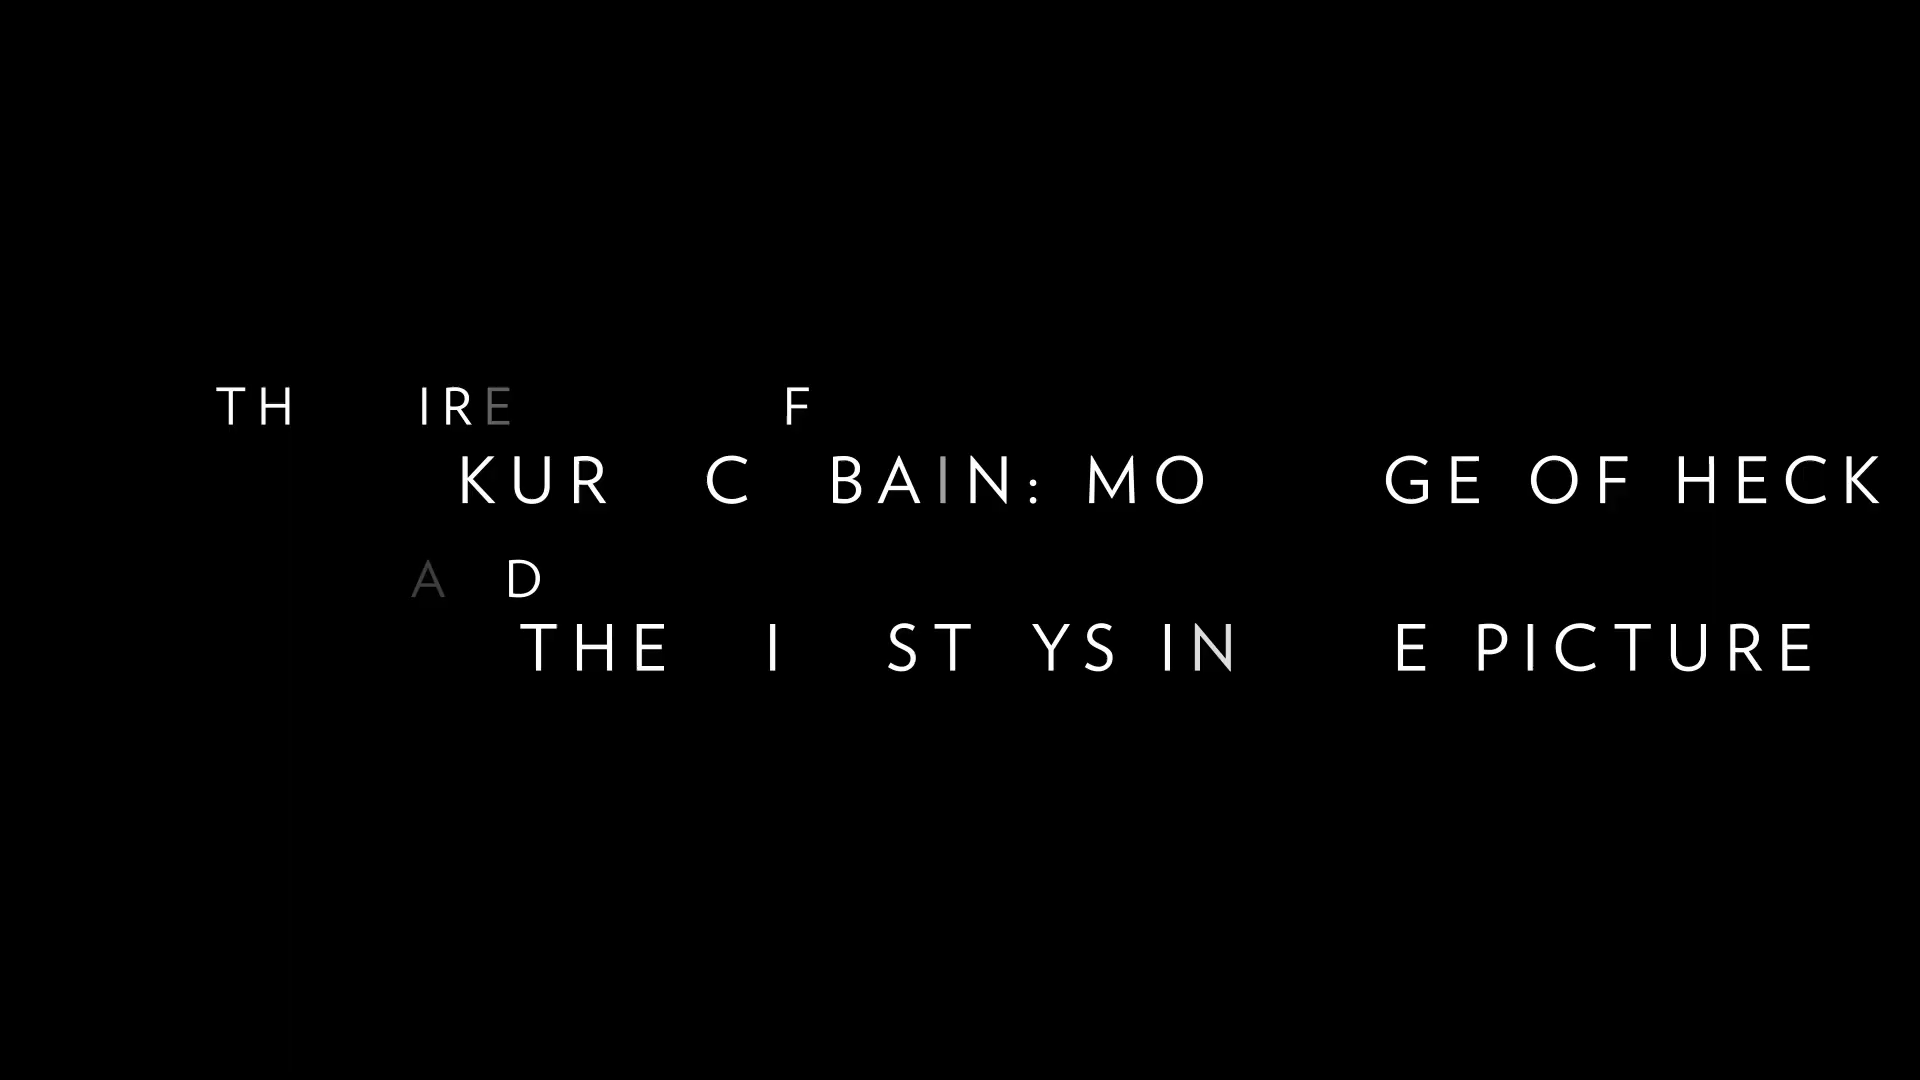 TH IRE F
KUR C BAIN: MO GE OF HECK
A D
THE I ST YS IN E PICTURE